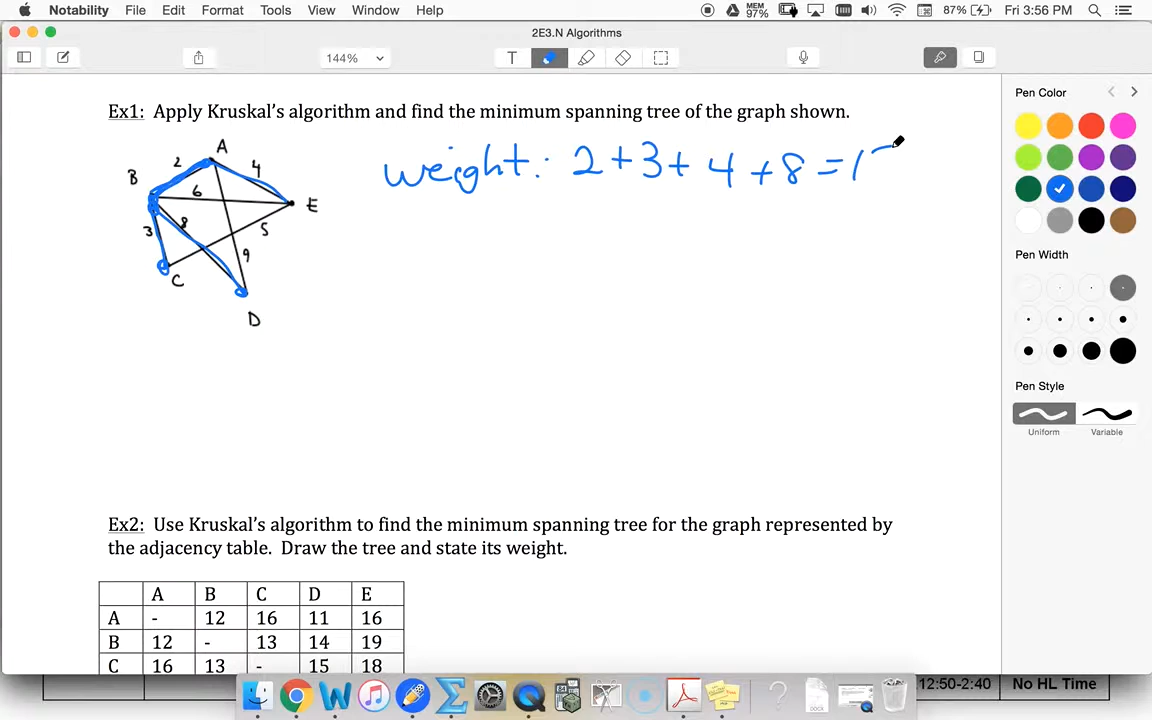 Notability File Edit Format Tools View Window Help MEM 97% 87% Fri 3:56 PM
2E3.N Algorithms
144% T
Ex1: Apply Kruskal's algorithm and find the minimum spanning tree of the graph shown.
weight: 2+3+4+8=1
A
2
4
B
6
E
3
8
5
9
C
D
Ex2: Use Kruskal's algorithm to find the minimum spanning tree for the graph represented by
the adjacency table. Draw the tree and state its weight.
A B C D E
A - 12 16 11 16
B 12 - 13 14 19
C 16 13 - 15 18
Pen Color
Pen Width
Pen Style
Uniform Variable
12:50-2:40 No HL Time